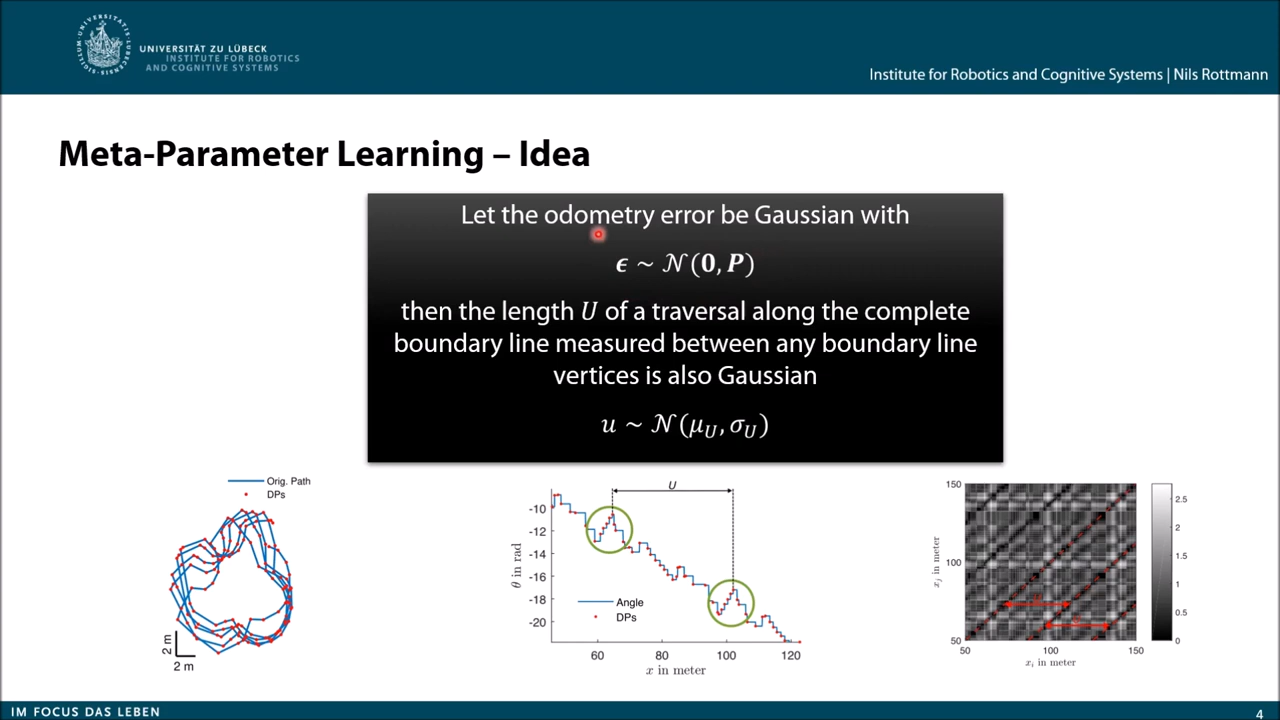 UNIVERSITÄT ZU LÜBECK
INSTITUTE FOR ROBOTICS
AND COGNITIVE SYSTEMS
Institute for Robotics and Cognitive Systems | Nils Rottmann
Meta-Parameter Learning – Idea
Let the odometry error be Gaussian with
ϵ ~ 𝒩(0, P)
then the length U of a traversal along the complete
boundary line measured between any boundary line
vertices is also Gaussian
u ~ 𝒩(μ_U, σ_U)
Orig. Path
DPs
2 m
2 m
U
-10
-12
-14
-16
-18
-20
θ in rad
Angle
DPs
60 80 100 120
x in meter
150
100
50
x_j in meter
50 100 150
x_i in meter
2.5
2
1.5
1
0.5
0
IM FOCUS DAS LEBEN
4